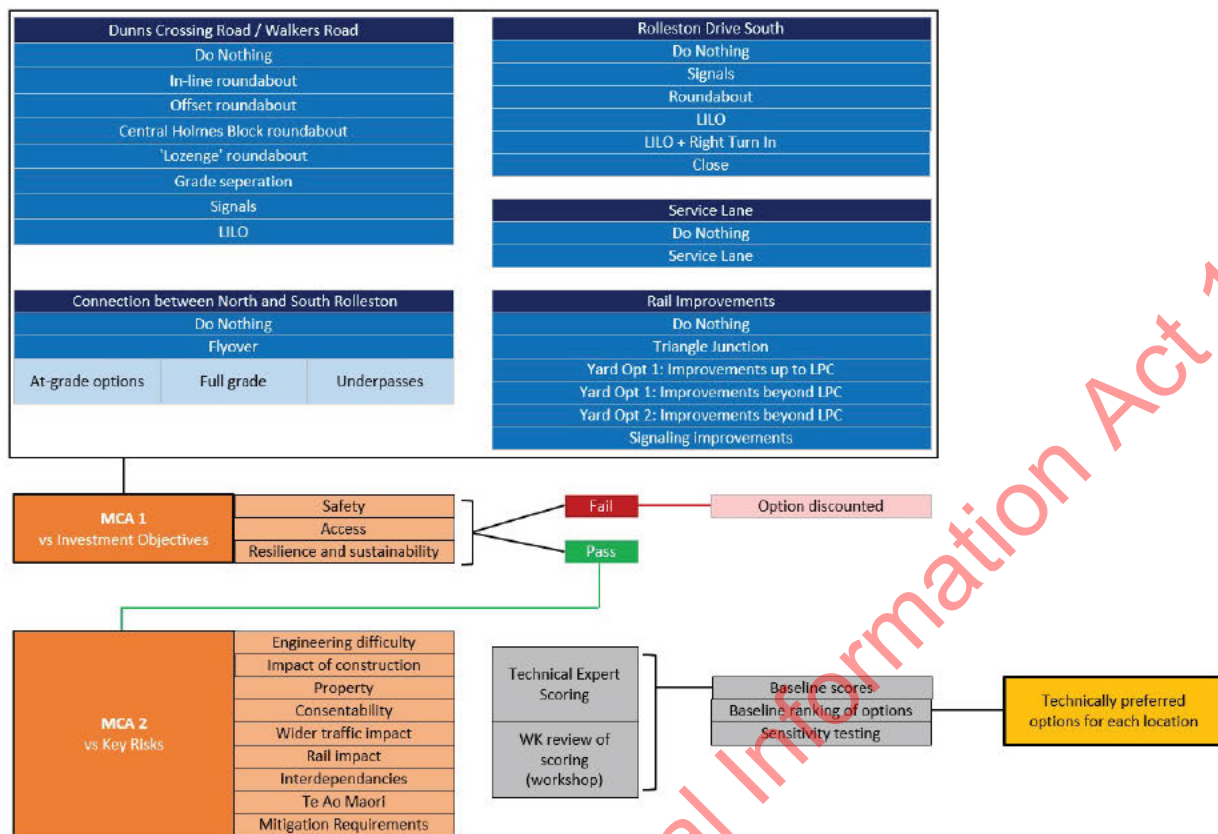 Dunns Crossing Road / Walkers Road
Do Nothing
In-line roundabout
Offset roundabout
Central Holmes Block roundabout
'Lozenge' roundabout
Grade seperation
Signals
LILO
Rolleston Drive South
Do Nothing
Signals
Roundabout
LILO
LILO + Right Turn In
Close
Service Lane
Do Nothing
Service Lane
Connection between North and South Rolleston
Do Nothing
Flyover
At-grade options
Full grade
Underpasses
Rail Improvements
Do Nothing
Triangle Junction
Yard Opt 1: Improvements up to LPC
Yard Opt 1: Improvements beyond LPC
Yard Opt 2: Improvements beyond LPC
Signaling improvements
MCA 1
vs Investment Objectives
Safety
Access
Resilience and sustainability
Fail
Option discounted
Pass
MCA 2
vs Key Risks
Engineering difficulty
Impact of construction
Property
Consentability
Wider traffic impact
Rail impact
Interdependancies
Te Ao Maori
Mitigation Requirements
Technical Expert
Scoring
WK review of
scoring
(workshop)
Baseline scores
Baseline ranking of options
Sensitivity testing
Technically preferred
options for each location
Information Act